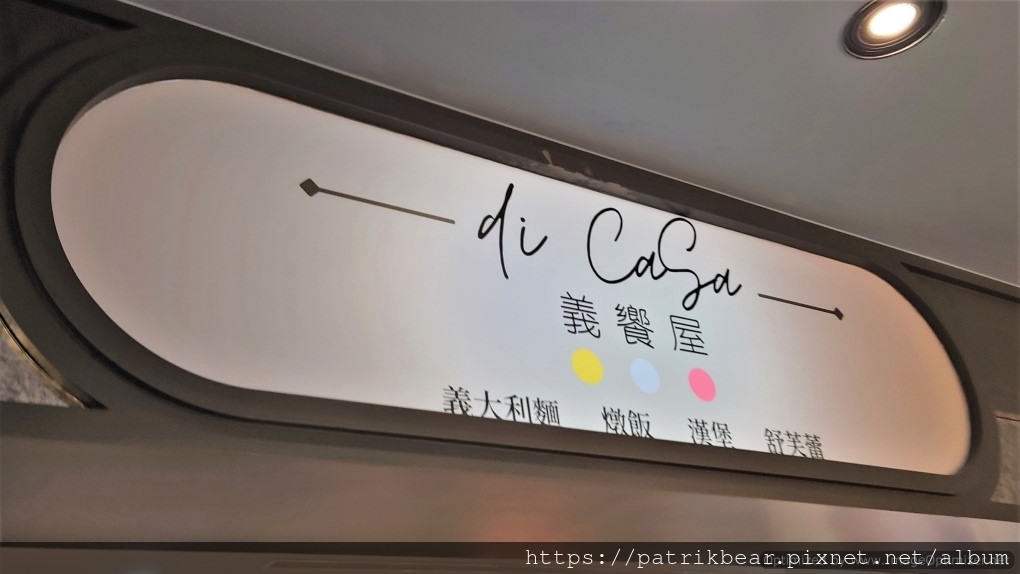 di CaSa
義饗屋
義大利麵 燉飯 漢堡 舒芙蕾
https://patrikbear.pixnet.net/album